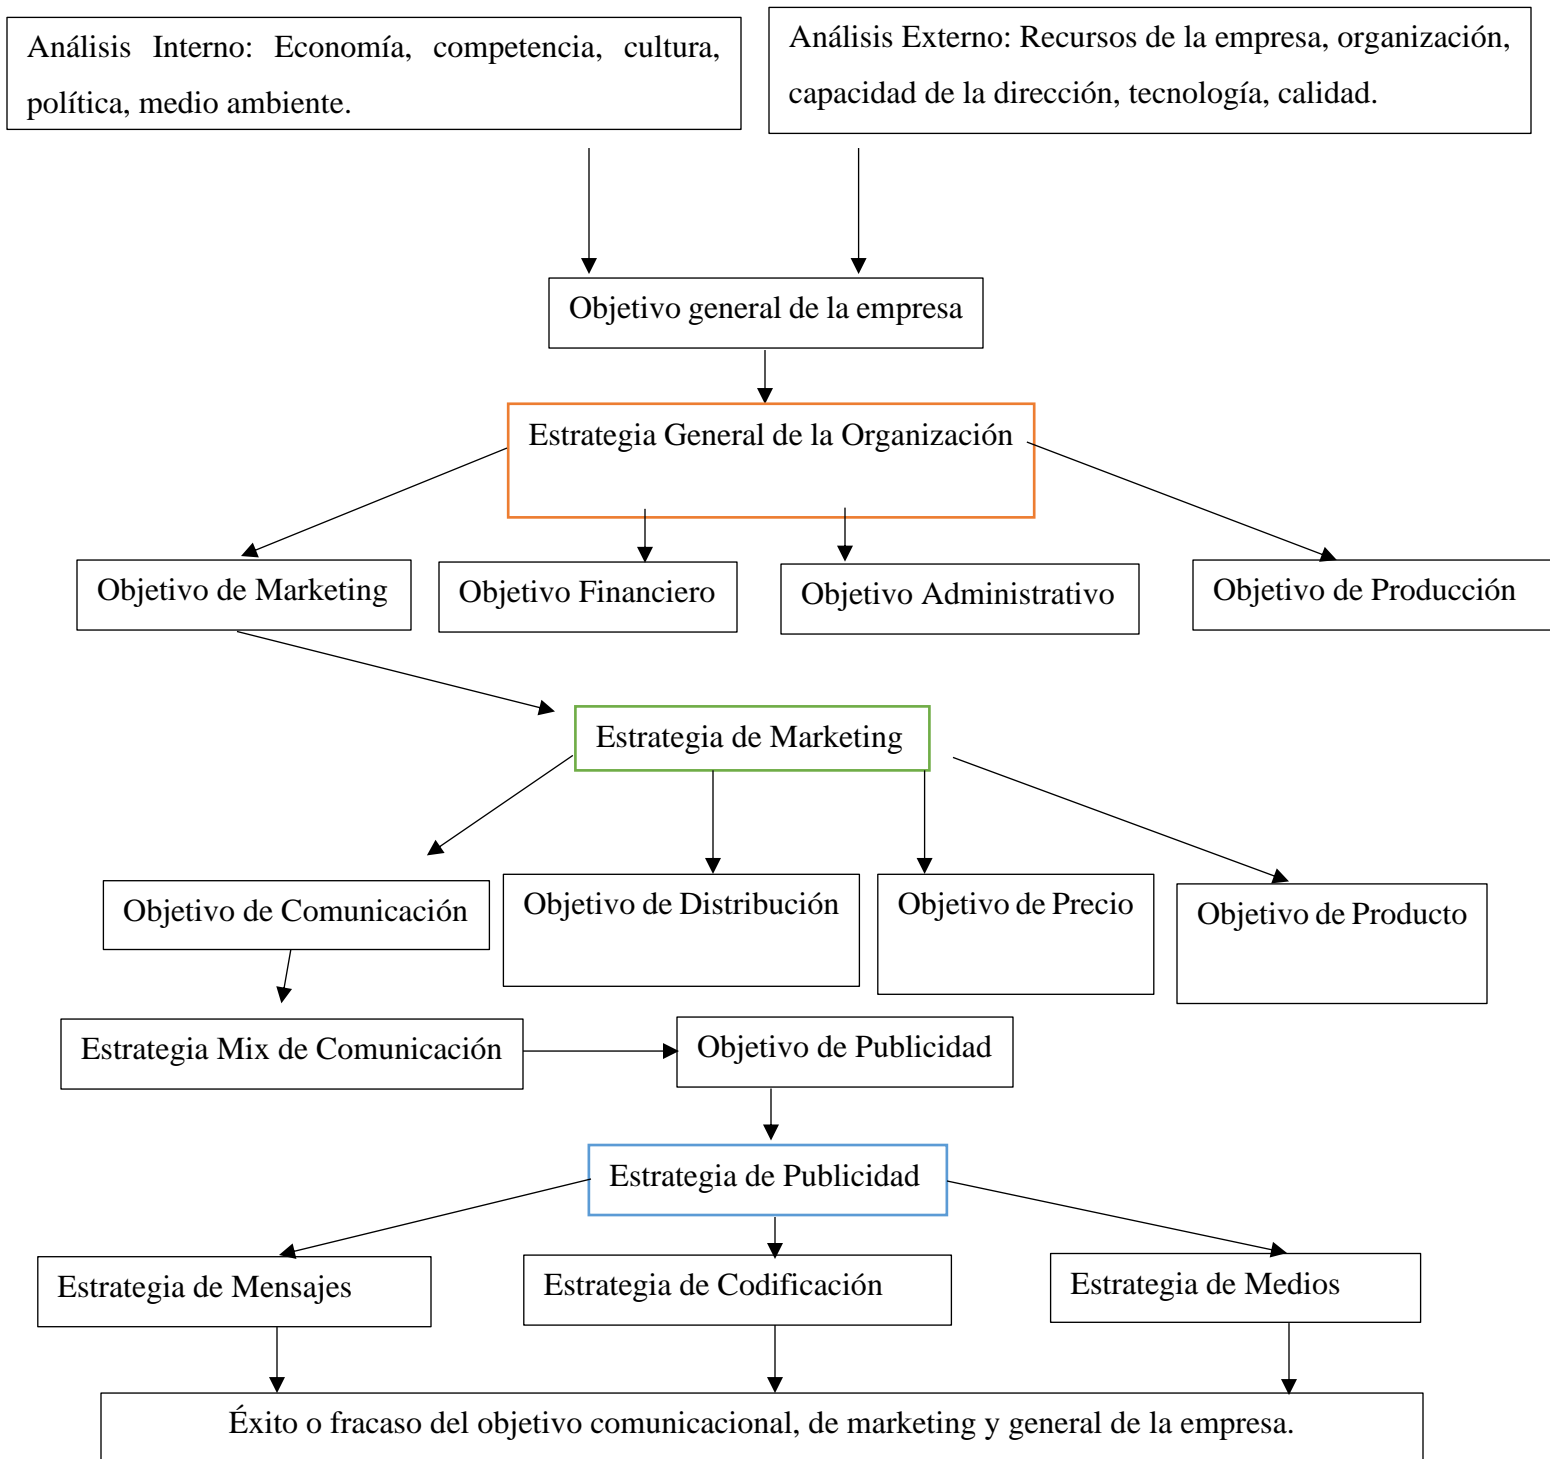 Análisis Interno: Economía, competencia, cultura,
política, medio ambiente.
Análisis Externo: Recursos de la empresa, organización,
capacidad de la dirección, tecnología, calidad.
Objetivo general de la empresa
Estrategia General de la Organización
Objetivo de Marketing
Objetivo Financiero
Objetivo Administrativo
Objetivo de Producción
Estrategia de Marketing
Objetivo de Comunicación
Objetivo de Distribución
Objetivo de Precio
Objetivo de Producto
Estrategia Mix de Comunicación
Objetivo de Publicidad
Estrategia de Publicidad
Estrategia de Mensajes
Estrategia de Codificación
Estrategia de Medios
Éxito o fracaso del objetivo comunicacional, de marketing y general de la empresa.